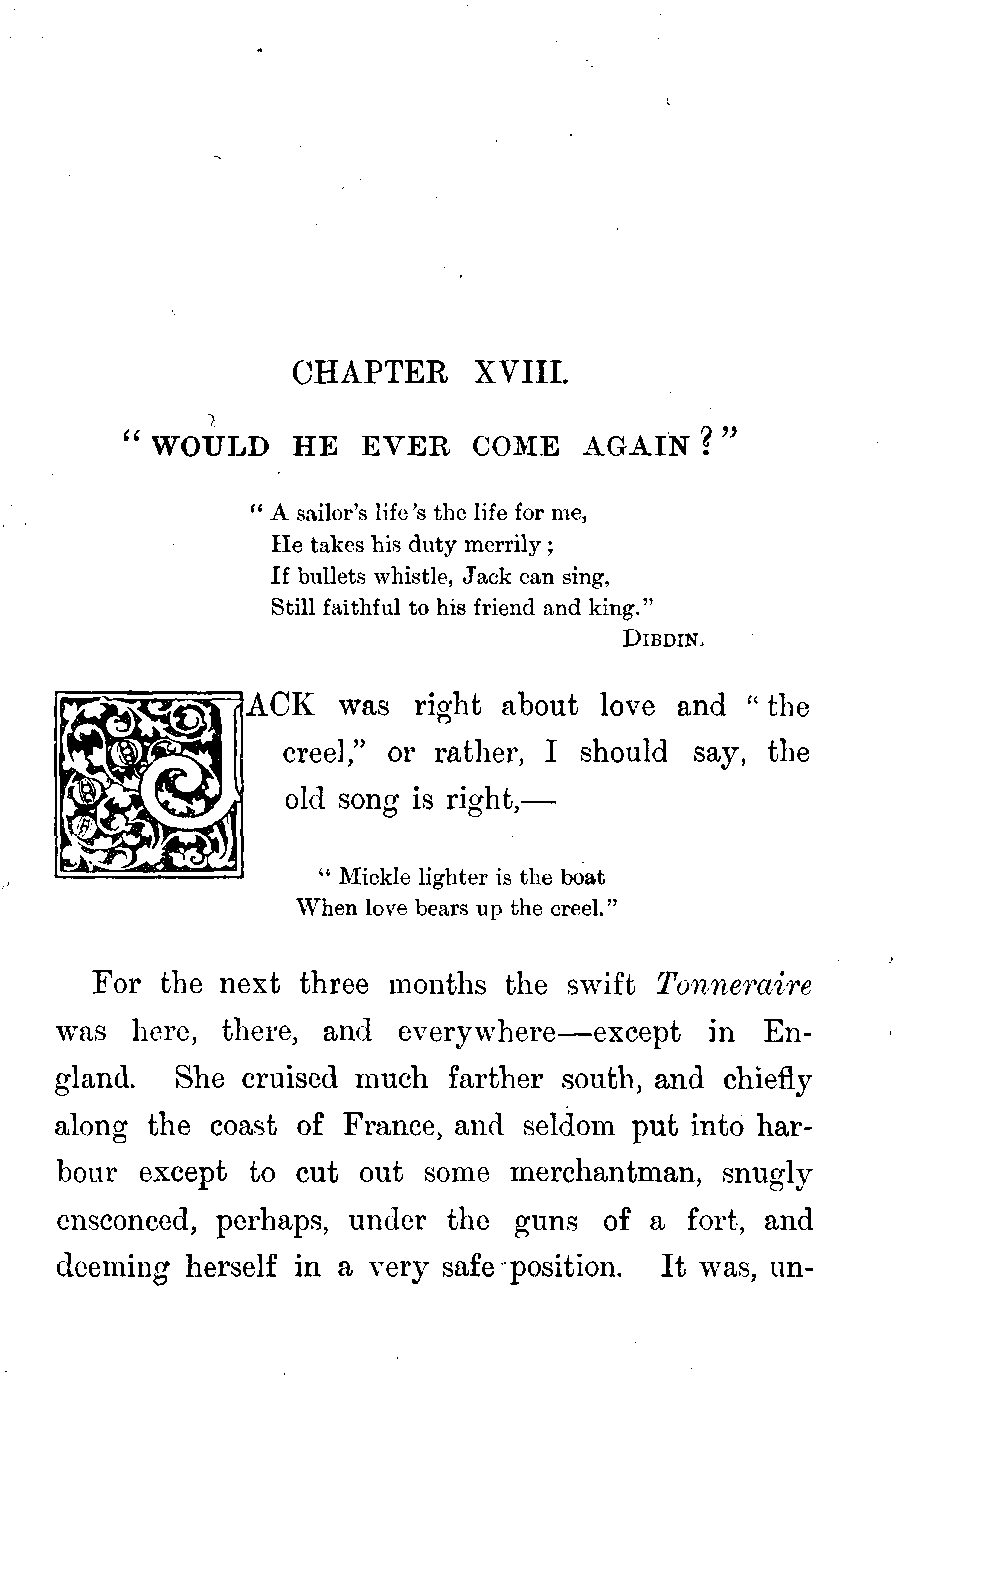 CHAPTER XVIII.
"WOULD HE EVER COME AGAIN?"
"A sailor's life's the life for me,
He takes his duty merrily;
If bullets whistle, Jack can sing,
Still faithful to his friend and king."
DIBDIN.
JACK was right about love and "the
creel," or rather, I should say, the
old song is right,—
"Mickle lighter is the boat
When love bears up the creel."
For the next three months the swift Tonneraire
was here, there, and everywhere—except in En-
gland. She cruised much farther south, and chiefly
along the coast of France, and seldom put into har-
bour except to cut out some merchantman, snugly
ensconced, perhaps, under the guns of a fort, and
deeming herself in a very safe position. It was, un-